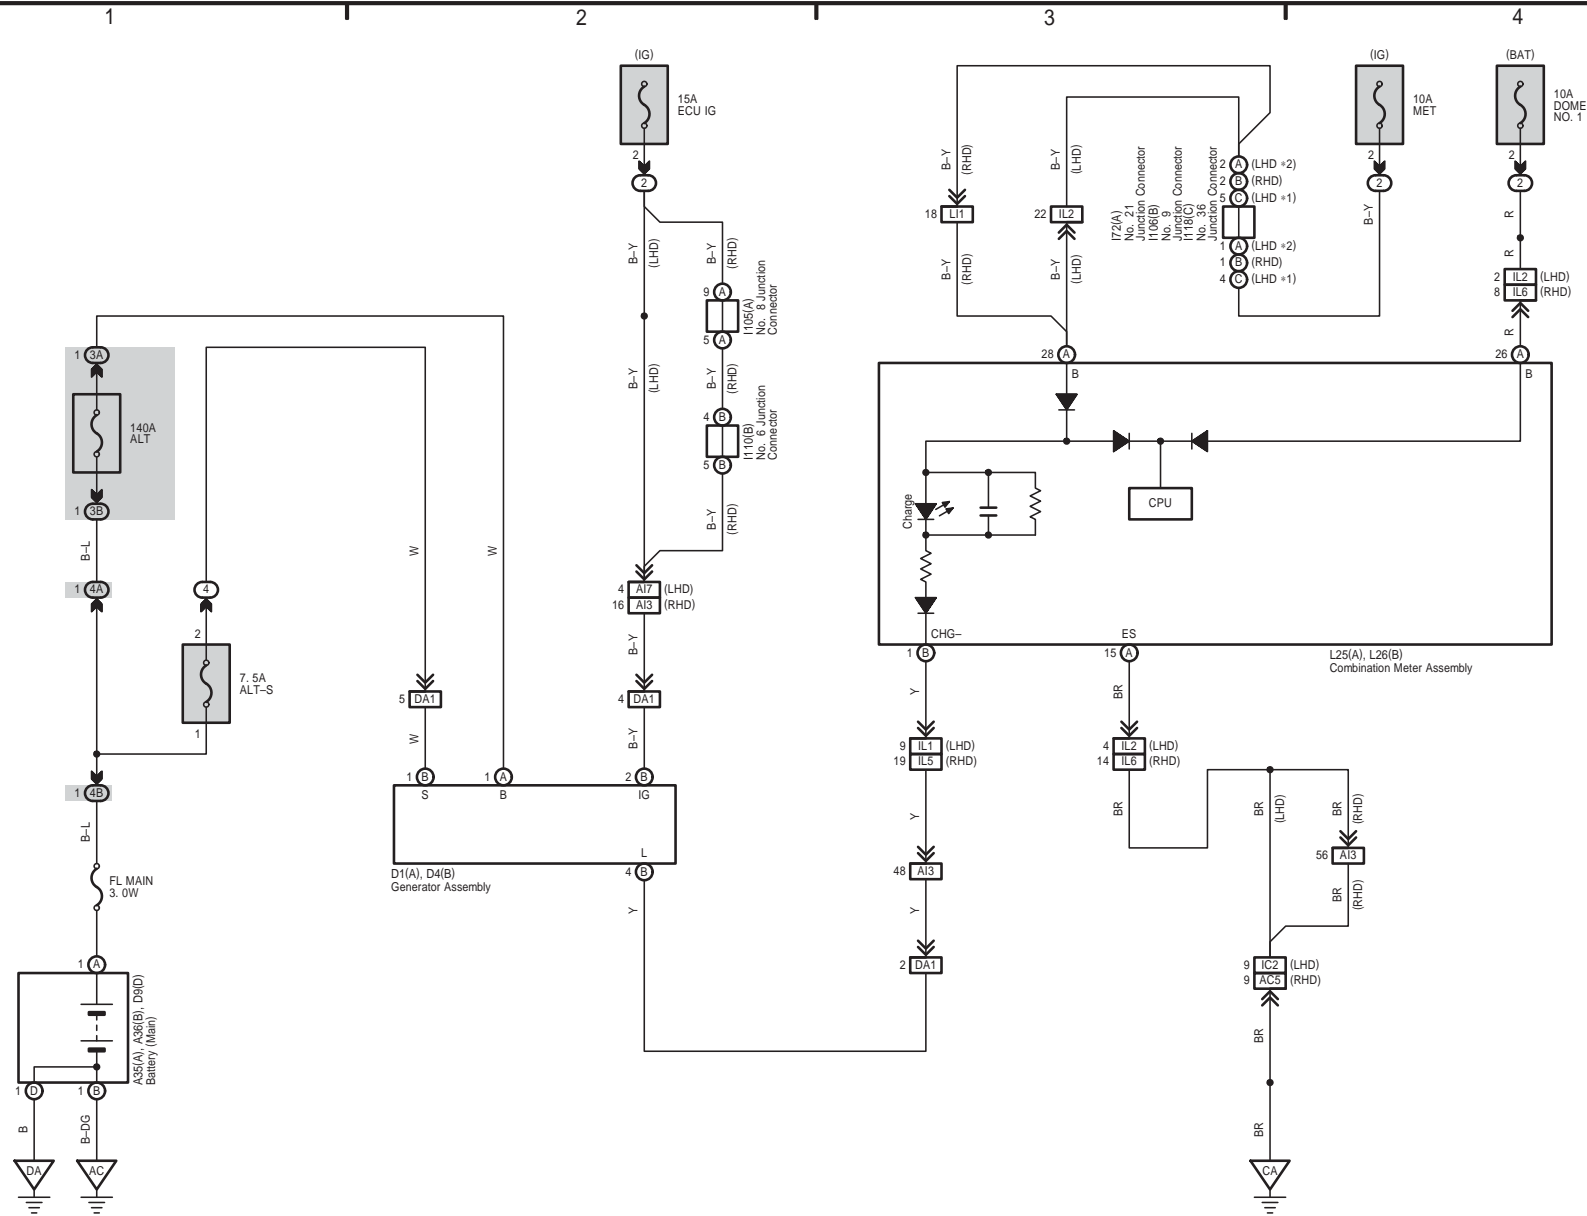 1
2
3
4
(IG)
15A
ECU IG
2
2
B–Y
(LHD)
B–Y
(RHD)
9 A
I105(A)
No. 8 Junction
Connector
5 A
B–Y
(LHD)
B–Y
(RHD)
4 B
I110(B)
No. 6 Junction
Connector
5 B
B–Y
(RHD)
4 AI7 (LHD)
16 AI3 (RHD)
B–Y
4 DA1
B–Y
2 B
IG
(IG)
10A
MET
2
2
B–Y
(BAT)
10A
DOME
NO. 1
2
2
R
R
2 IL2 (LHD)
8 IL6 (RHD)
R
26 A
B
B–Y
(RHD)
18 LI1
B–Y
(RHD)
B–Y
(LHD)
22 IL2
B–Y
(LHD)
I72(A)
No. 21
Junction Connector
I106(B)
No. 9
Junction Connector
I118(C)
No. 36
Junction Connector
2 A (LHD *2)
2 B (RHD)
5 C (LHD *1)
1 A (LHD *2)
1 B (RHD)
4 C (LHD *1)
28 A
B
Charge
CPU
CHG–
ES
1 B
15 A
L25(A), L26(B)
Combination Meter Assembly
1 3A
140A
ALT
1 3B
B–L
1 4A
4
2
7. 5A
ALT–S
1
1 4B
B–L
FL MAIN
3. 0W
1 A
A35(A), A36(B), D9(D)
Battery (Main)
1 D
1 B
B
B–DG
DA
AC
W
W
5 DA1
W
1 B
1 A
S
B
L
D1(A), D4(B)
Generator Assembly
4 B
Y
Y
9 IL1 (LHD)
19 IL5 (RHD)
Y
48 AI3
Y
2 DA1
BR
4 IL2 (LHD)
14 IL6 (RHD)
BR
BR
(LHD)
BR
(RHD)
56 AI3
BR
(RHD)
9 IC2 (LHD)
9 AC5 (RHD)
BR
BR
CA